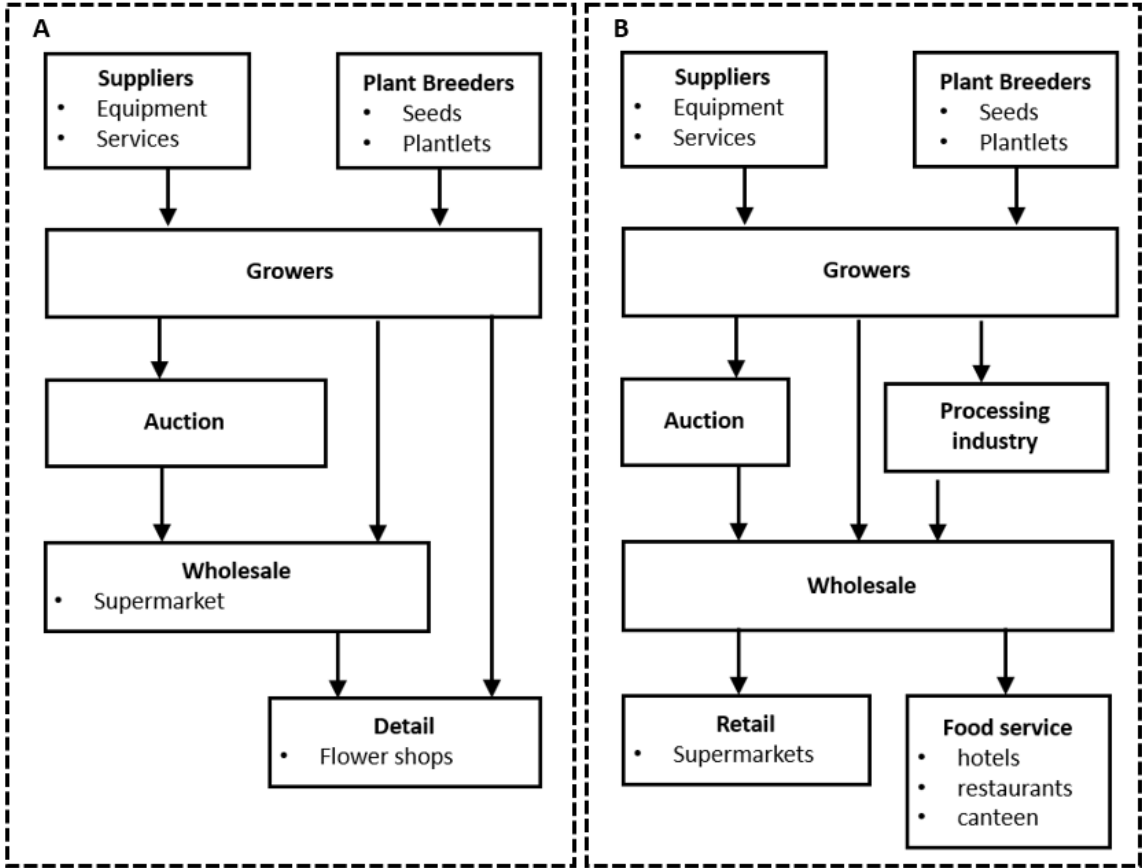 A
Suppliers
• Equipment
• Services
Plant Breeders
• Seeds
• Plantlets
Growers
Auction
Wholesale
• Supermarket
Detail
• Flower shops
B
Suppliers
• Equipment
• Services
Plant Breeders
• Seeds
• Plantlets
Growers
Auction
Processing
industry
Wholesale
Retail
• Supermarkets
Food service
• hotels
• restaurants
• canteen